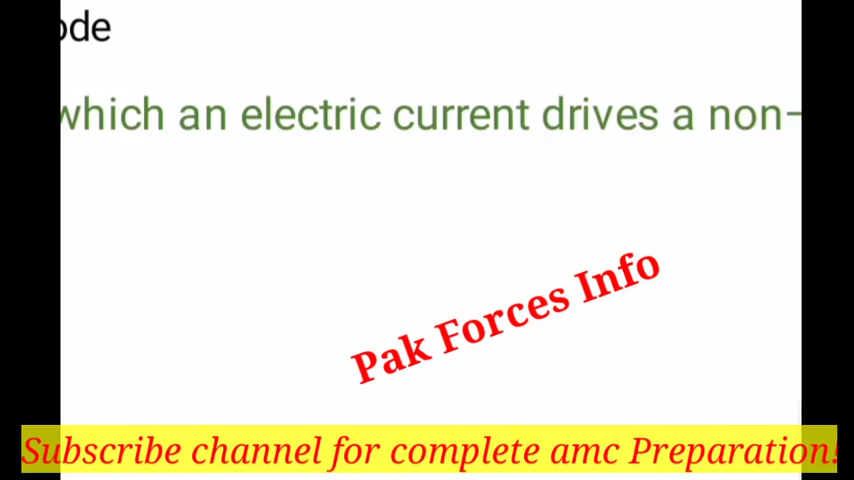 ode
which an electric current drives a non-
Pak Forces Info
Subscribe channel for complete amc Preparation!